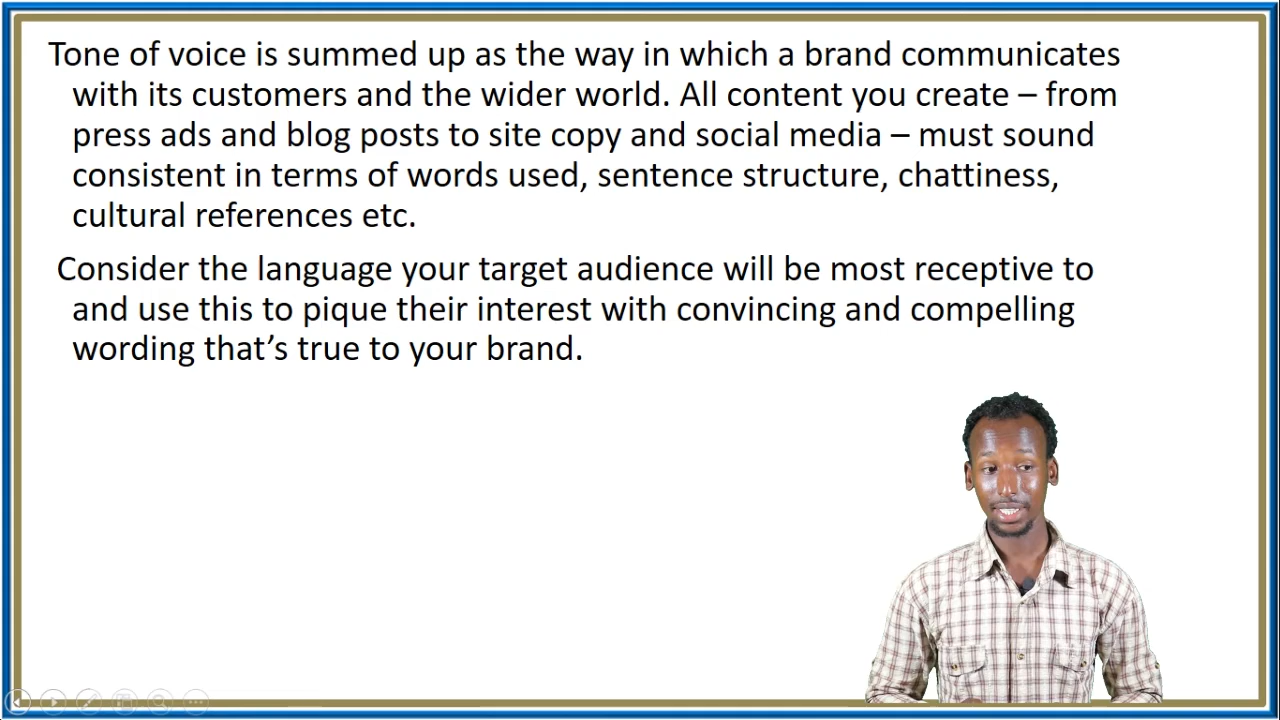 Tone of voice is summed up as the way in which a brand communicates
with its customers and the wider world. All content you create – from
press ads and blog posts to site copy and social media – must sound
consistent in terms of words used, sentence structure, chattiness,
cultural references etc.
Consider the language your target audience will be most receptive to
and use this to pique their interest with convincing and compelling
wording that’s true to your brand.